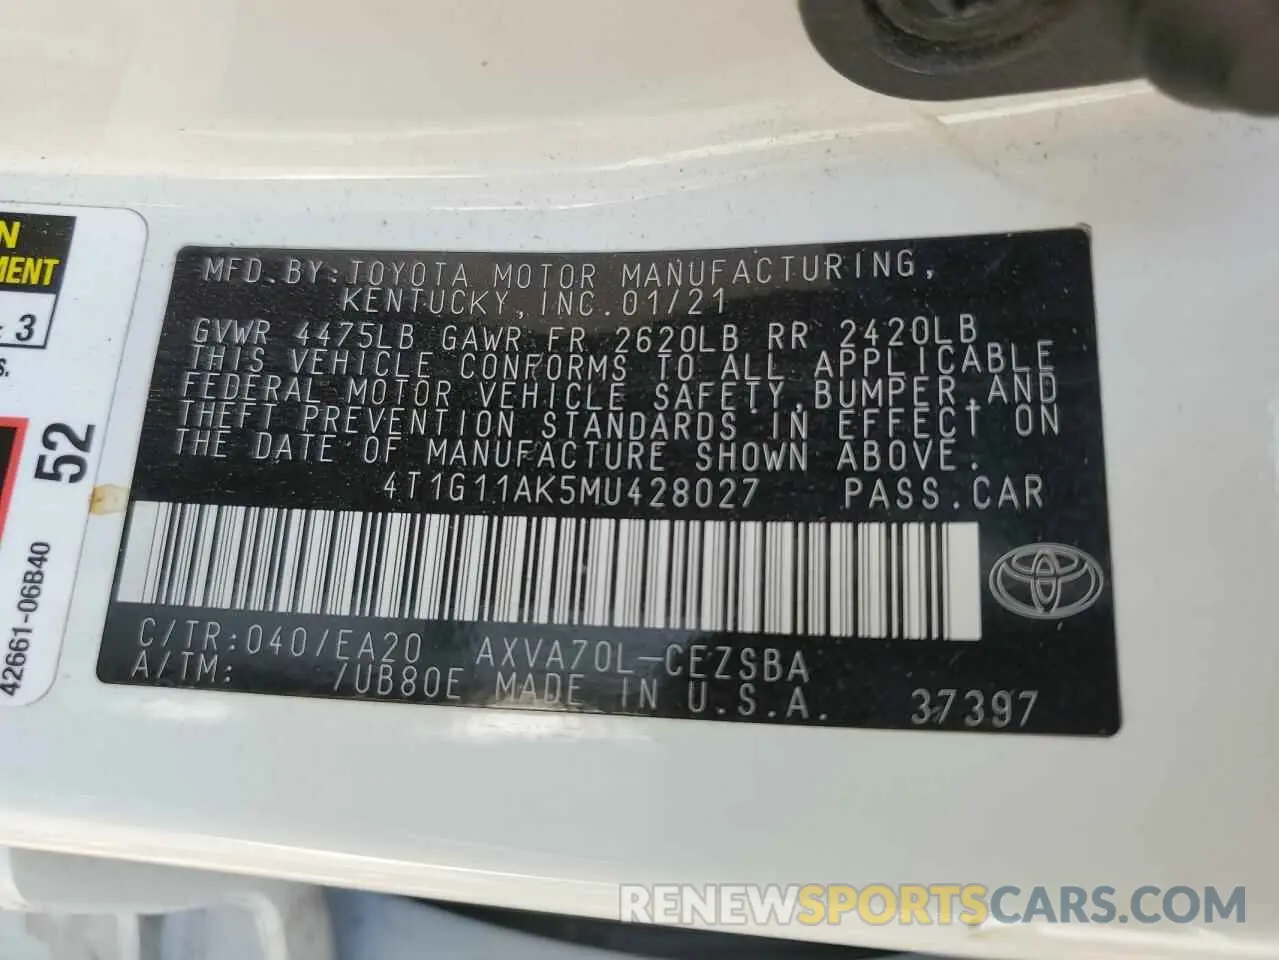 MFD.BY:TOYOTA MOTOR MANUFACTURING,
KENTUCKY,INC.01/21
GVWR 4475LB GAWR FR 2620LB RR 2420LB
THIS VEHICLE CONFORMS TO ALL APPLICABLE
FEDERAL MOTOR VEHICLE SAFETY,BUMPER,AND
THEFT PREVENTION STANDARDS IN EFFECT ON
THE DATE OF MANUFACTURE SHOWN ABOVE.
4T1G11AK5MU428027 PASS.CAR
C/TR:040/EA20 AXVA70L-CEZSBA
A/TM: /UB80E MADE IN U.S.A. 37397
3
52
42661-06B40
RENEWSPORTSCARS.COM